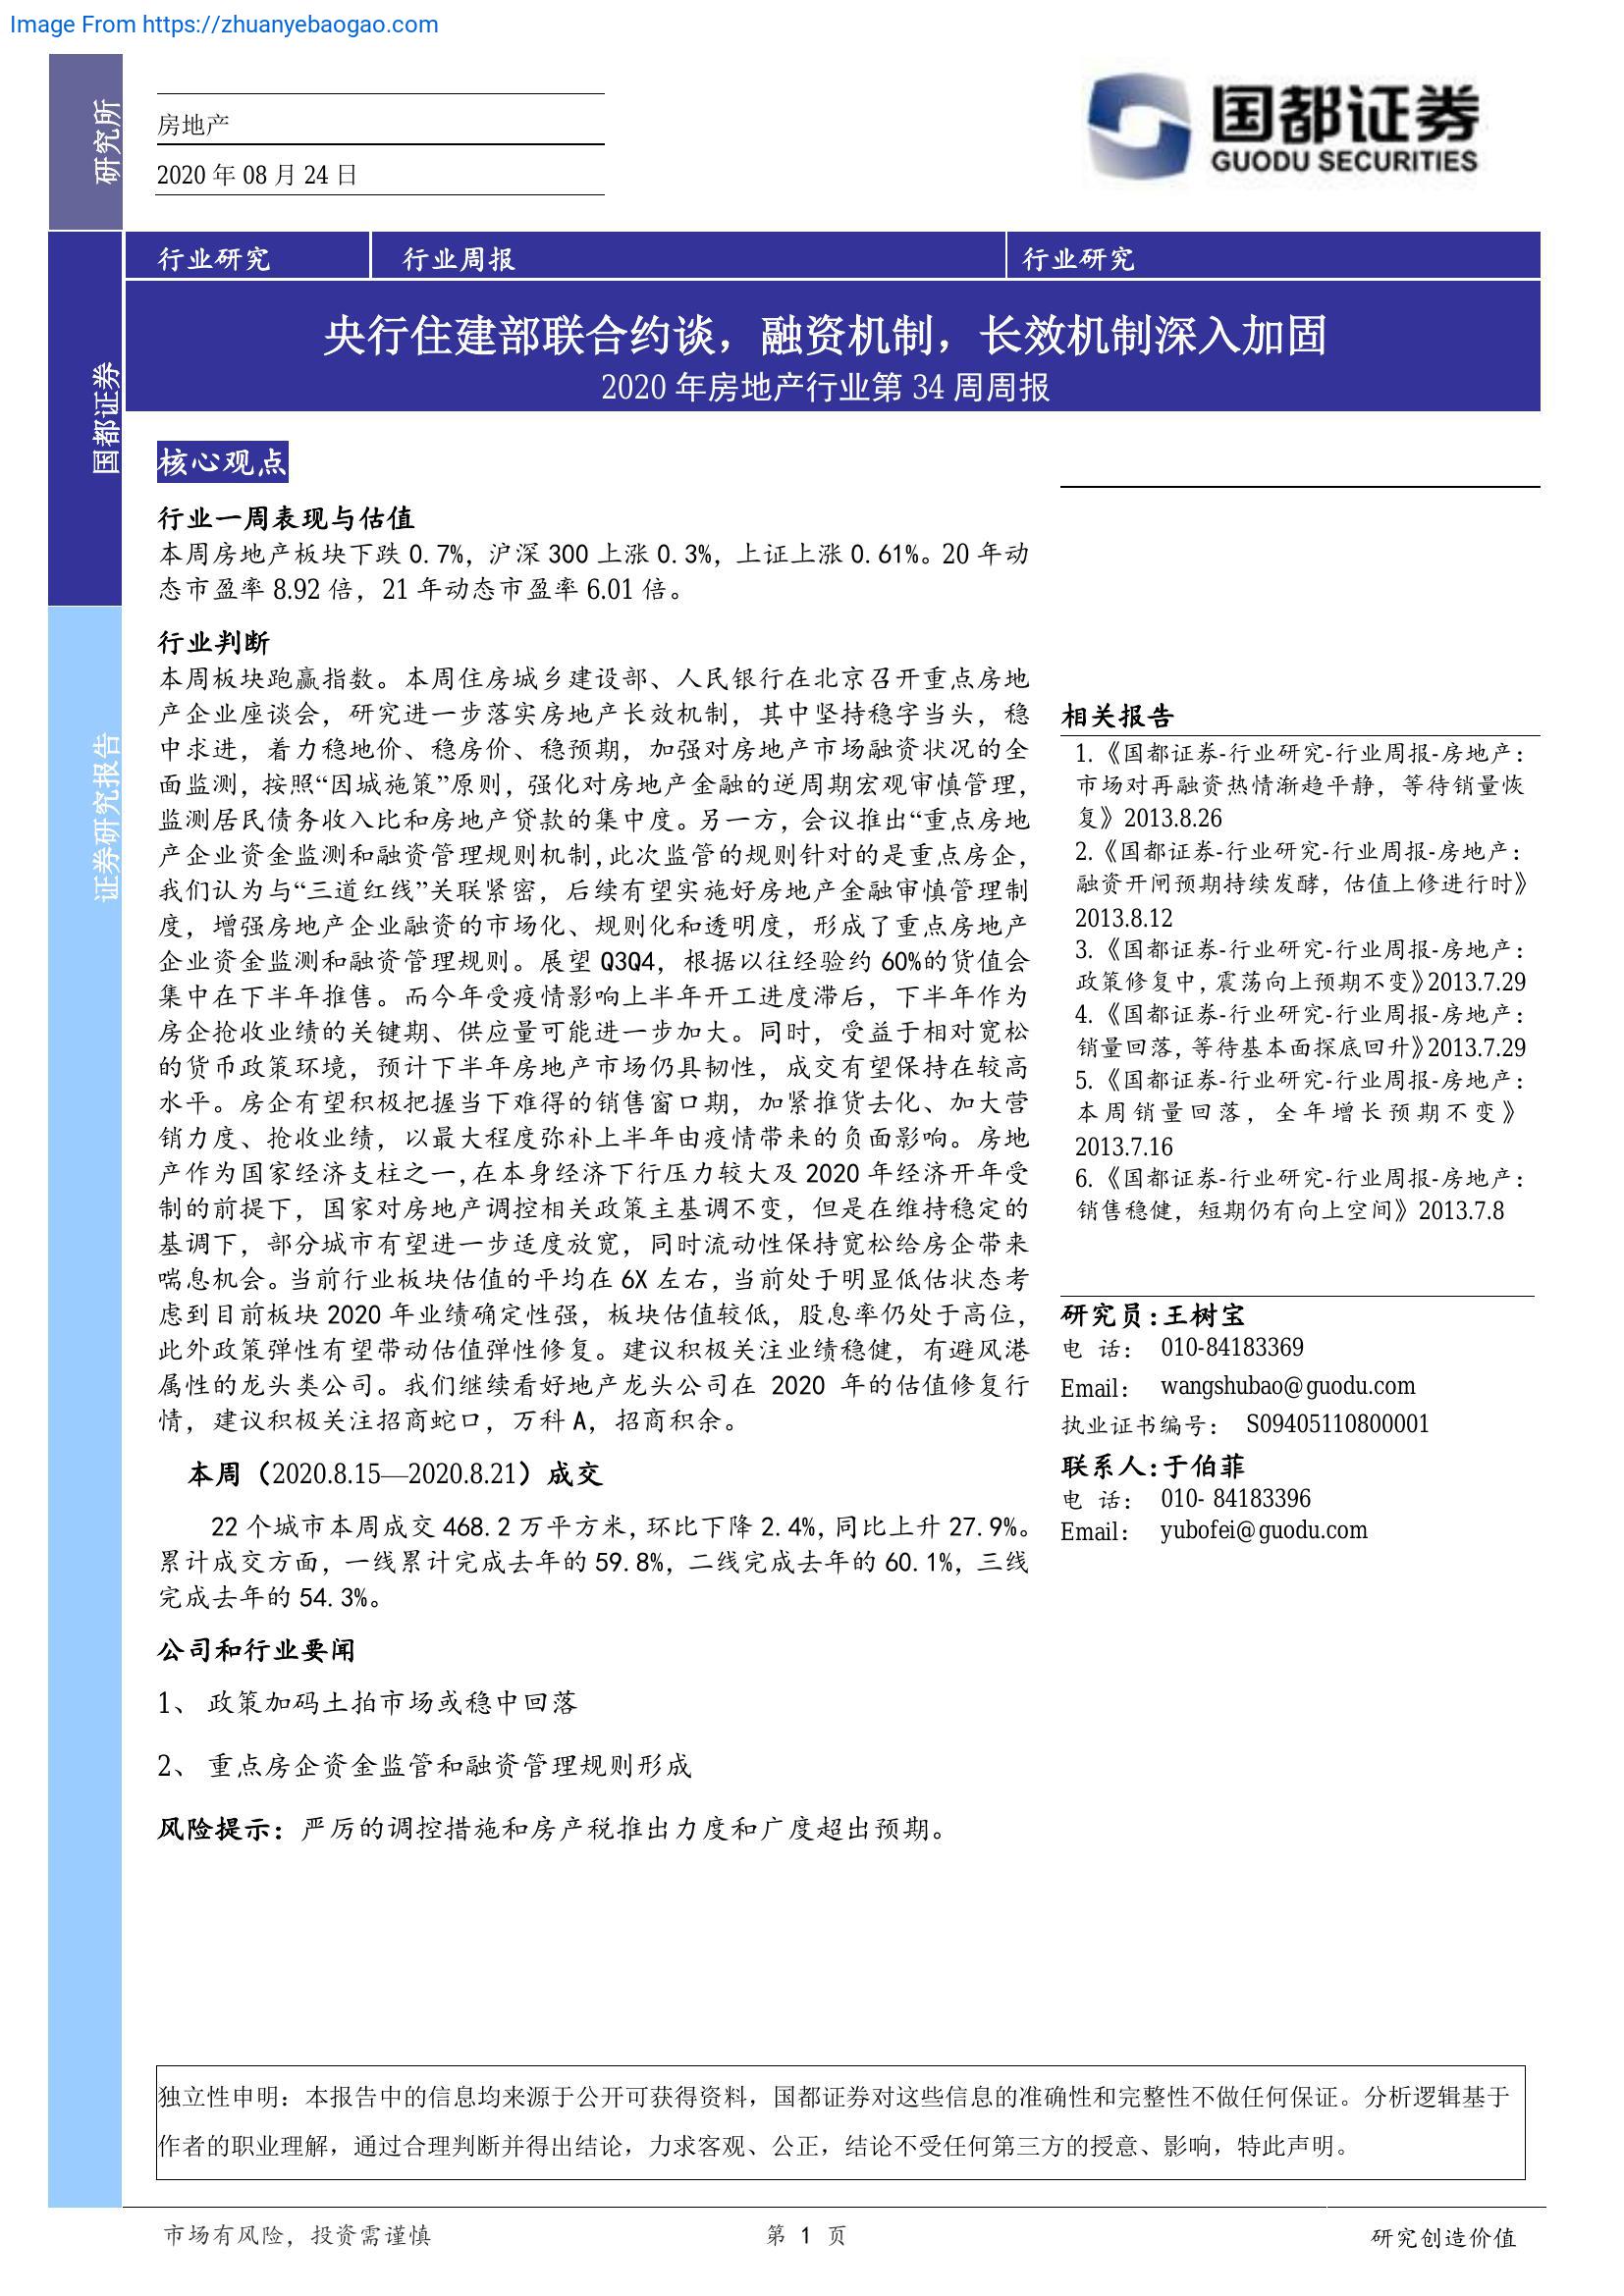 Image From https://zhuanyebaogao.com
研究所
国都证券
证券研究报告
房地产
2020 年 08 月 24 日
国都证券
GUODU SECURITIES
行业研究
行业周报
行业研究
央行住建部联合约谈，融资机制，长效机制深入加固
2020 年房地产行业第 34 周周报
核心观点
行业一周表现与估值
本周房地产板块下跌 0.7%，沪深 300 上涨 0.3%，上证上涨 0.61%。20 年动
态市盈率 8.92 倍，21 年动态市盈率 6.01 倍。
行业判断
本周板块跑赢指数。本周住房城乡建设部、人民银行在北京召开重点房地
产企业座谈会，研究进一步落实房地产长效机制，其中坚持稳字当头，稳
中求进，着力稳地价、稳房价、稳预期，加强对房地产市场融资状况的全
面监测，按照“因城施策”原则，强化对房地产金融的逆周期宏观审慎管理，
监测居民债务收入比和房地产贷款的集中度。另一方，会议推出“重点房地
产企业资金监测和融资管理规则机制，此次监管的规则针对的是重点房企，
我们认为与“三道红线”关联紧密，后续有望实施好房地产金融审慎管理制
度，增强房地产企业融资的市场化、规则化和透明度，形成了重点房地产
企业资金监测和融资管理规则。展望 Q3Q4，根据以往经验约 60%的货值会
集中在下半年推售。而今年受疫情影响上半年开工进度滞后，下半年作为
房企抢收业绩的关键期、供应量可能进一步加大。同时，受益于相对宽松
的货币政策环境，预计下半年房地产市场仍具韧性，成交有望保持在较高
水平。房企有望积极把握当下难得的销售窗口期，加紧推货去化、加大营
销力度、抢收业绩，以最大程度弥补上半年由疫情带来的负面影响。房地
产作为国家经济支柱之一，在本身经济下行压力较大及 2020 年经济开年受
制的前提下，国家对房地产调控相关政策主基调不变，但是在维持稳定的
基调下，部分城市有望进一步适度放宽，同时流动性保持宽松给房企带来
喘息机会。当前行业板块估值的平均在 6X 左右，当前处于明显低估状态考
虑到目前板块 2020 年业绩确定性强，板块估值较低，股息率仍处于高位，
此外政策弹性有望带动估值弹性修复。建议积极关注业绩稳健，有避风港
属性的龙头类公司。我们继续看好地产龙头公司在 2020 年的估值修复行
情，建议积极关注招商蛇口，万科 A，招商积余。
本周（2020.8.15—2020.8.21）成交
22 个城市本周成交 468.2 万平方米，环比下降 2.4%，同比上升 27.9%。
累计成交方面，一线累计完成去年的 59.8%，二线完成去年的 60.1%，三线
完成去年的 54.3%。
公司和行业要闻
1、 政策加码土拍市场或稳中回落
2、 重点房企资金监管和融资管理规则形成
风险提示：严厉的调控措施和房产税推出力度和广度超出预期。
相关报告
1.《国都证券-行业研究-行业周报-房地产：
市场对再融资热情渐趋平静，等待销量恢
复》2013.8.26
2.《国都证券-行业研究-行业周报-房地产：
融资开闸预期持续发酵，估值上修进行时》
2013.8.12
3.《国都证券-行业研究-行业周报-房地产：
政策修复中，震荡向上预期不变》2013.7.29
4.《国都证券-行业研究-行业周报-房地产：
销量回落，等待基本面探底回升》2013.7.29
5.《国都证券-行业研究-行业周报-房地产：
本周销量回落，全年增长预期不变》
2013.7.16
6.《国都证券-行业研究-行业周报-房地产：
销售稳健，短期仍有向上空间》2013.7.8
研究员：王树宝
电 话： 010-84183369
Email： wangshubao@guodu.com
执业证书编号： S09405110800001
联系人：于伯菲
电 话： 010- 84183396
Email： yubofei@guodu.com
独立性申明：本报告中的信息均来源于公开可获得资料，国都证券对这些信息的准确性和完整性不做任何保证。分析逻辑基于
作者的职业理解，通过合理判断并得出结论，力求客观、公正，结论不受任何第三方的授意、影响，特此声明。
市场有风险，投资需谨慎
第 1 页
研究创造价值